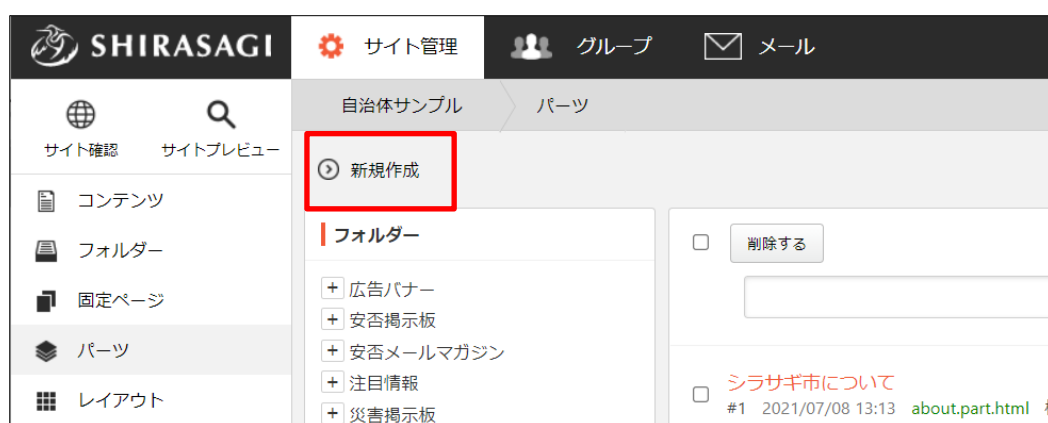 SHIRASAGI
サイト管理
グループ
メール
サイト確認
サイトプレビュー
自治体サンプル
パーツ
新規作成
コンテンツ
フォルダー
固定ページ
パーツ
レイアウト
フォルダー
広告バナー
安否掲示板
安否メールマガジン
注目情報
災害掲示板
削除する
シラサギ市について
#1 2021/07/08 13:13 about.part.html